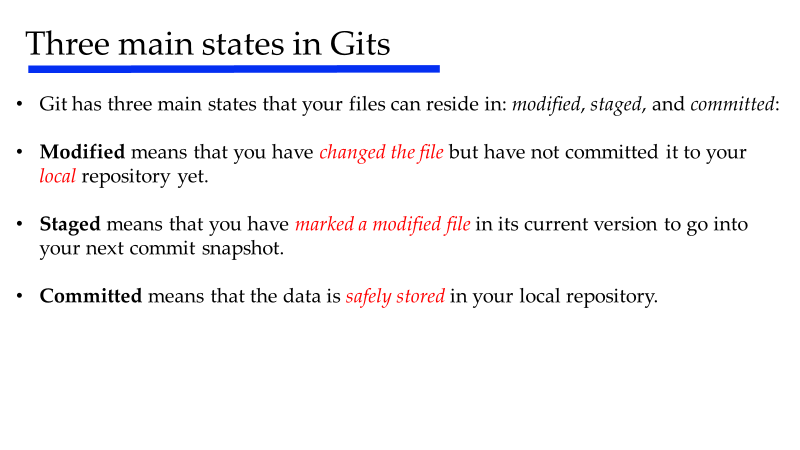 Three main states in Gits
• Git has three main states that your files can reside in: modified, staged, and committed:
• Modified means that you have changed the file but have not committed it to your
local repository yet.
• Staged means that you have marked a modified file in its current version to go into
your next commit snapshot.
• Committed means that the data is safely stored in your local repository.